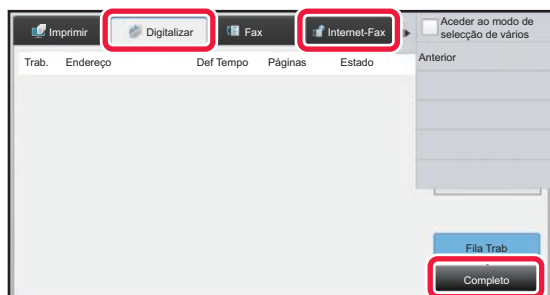 Imprimir Digitalizar Fax Internet-Fax
Aceder ao modo de
selecção de vários
Trab. Endereço Def Tempo Páginas Estado
Anterior
Fila Trab
Completo